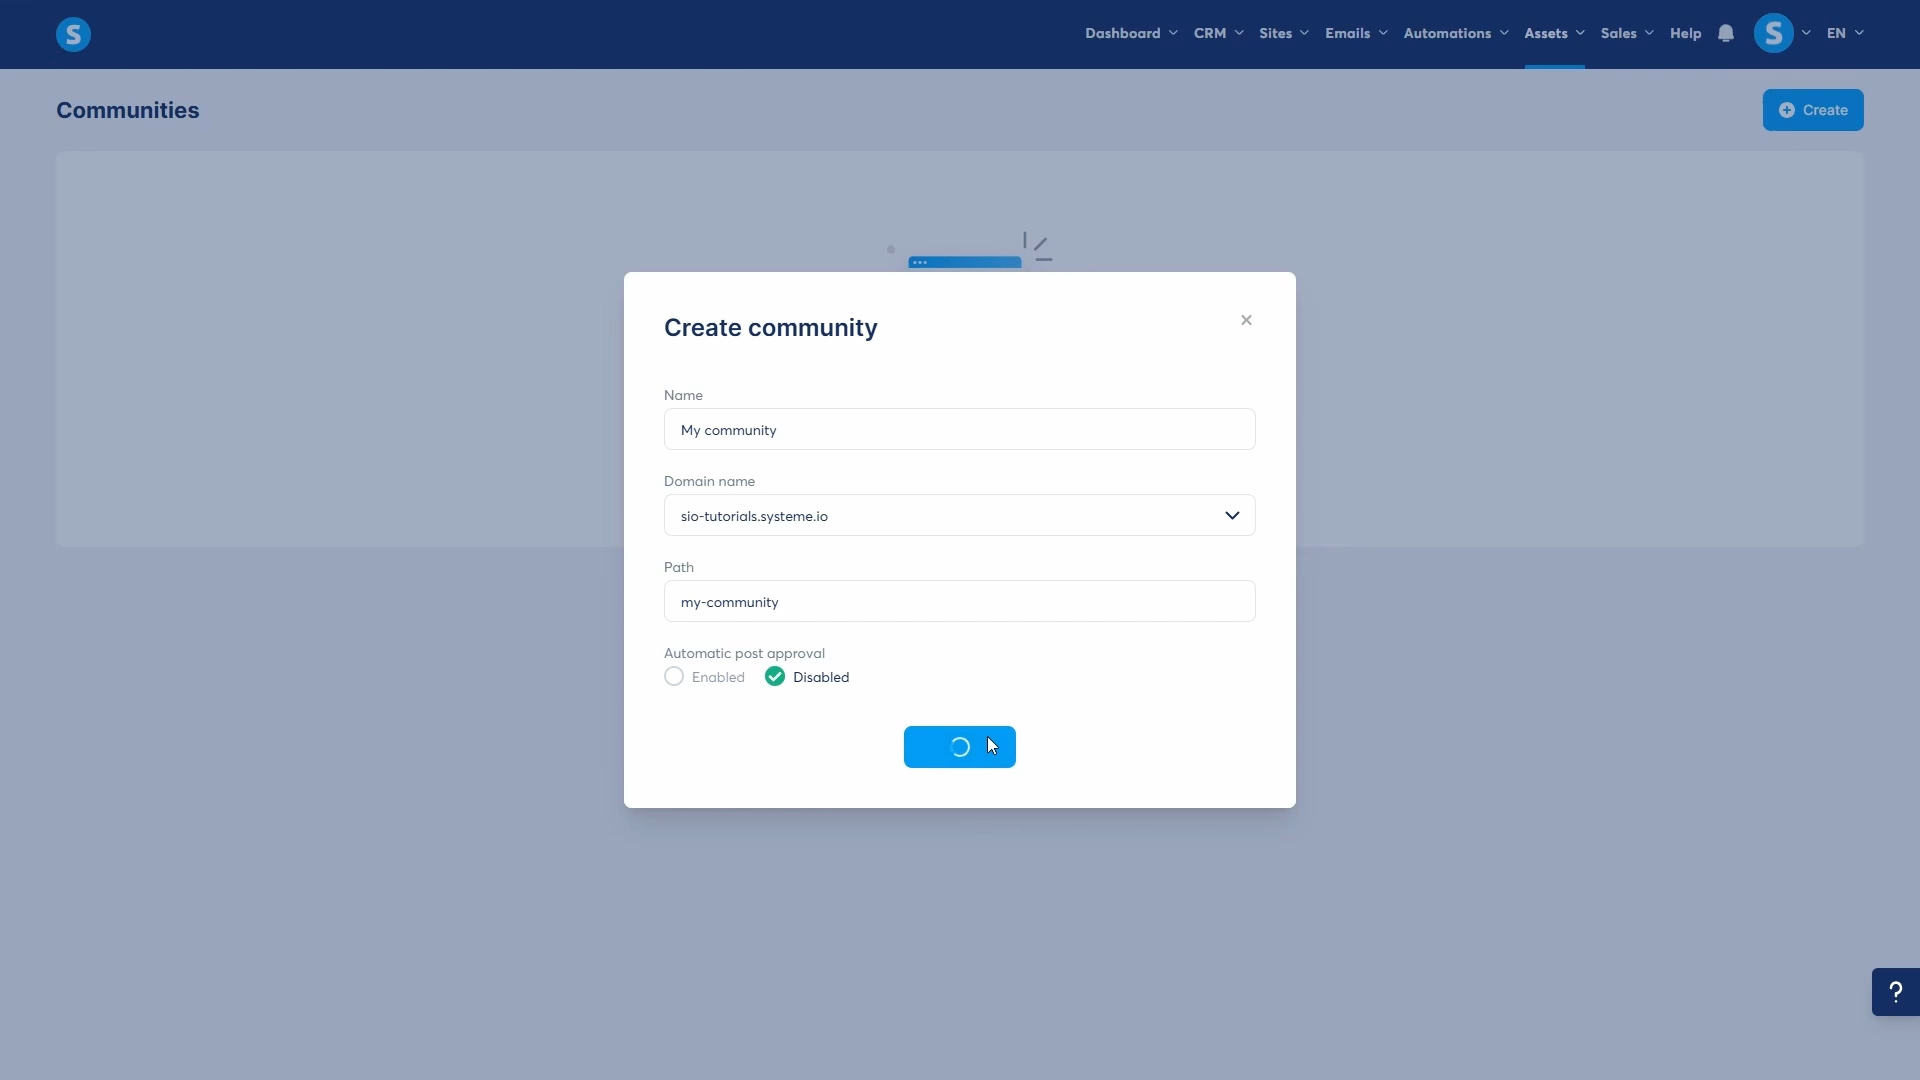 S
Dashboard CRM Sites Emails Automations Assets Sales Help S EN
Communities
Create
Create community
Name
My community
Domain name
sio-tutorials.systeme.io
Path
my-community
Automatic post approval
Enabled Disabled
?